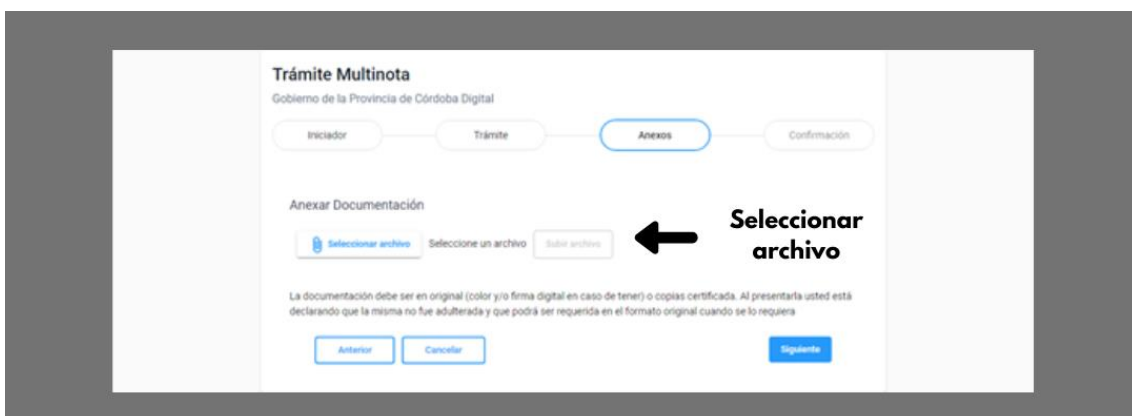 Trámite Multinota
Gobierno de la Provincia de Córdoba Digital
Iniciador
Trámite
Anexos
Confirmación
Anexar Documentación
Seleccionar archivo
Seleccione un archivo
Subir archivo
Seleccionar
archivo
La documentación debe ser en original (color y/o firma digital en caso de tener) o copias certificada. Al presentarla usted está
declarando que la misma no fue adulterada y que podrá ser requerida en el formato original cuando se lo requiera
Anterior
Cancelar
Siguiente